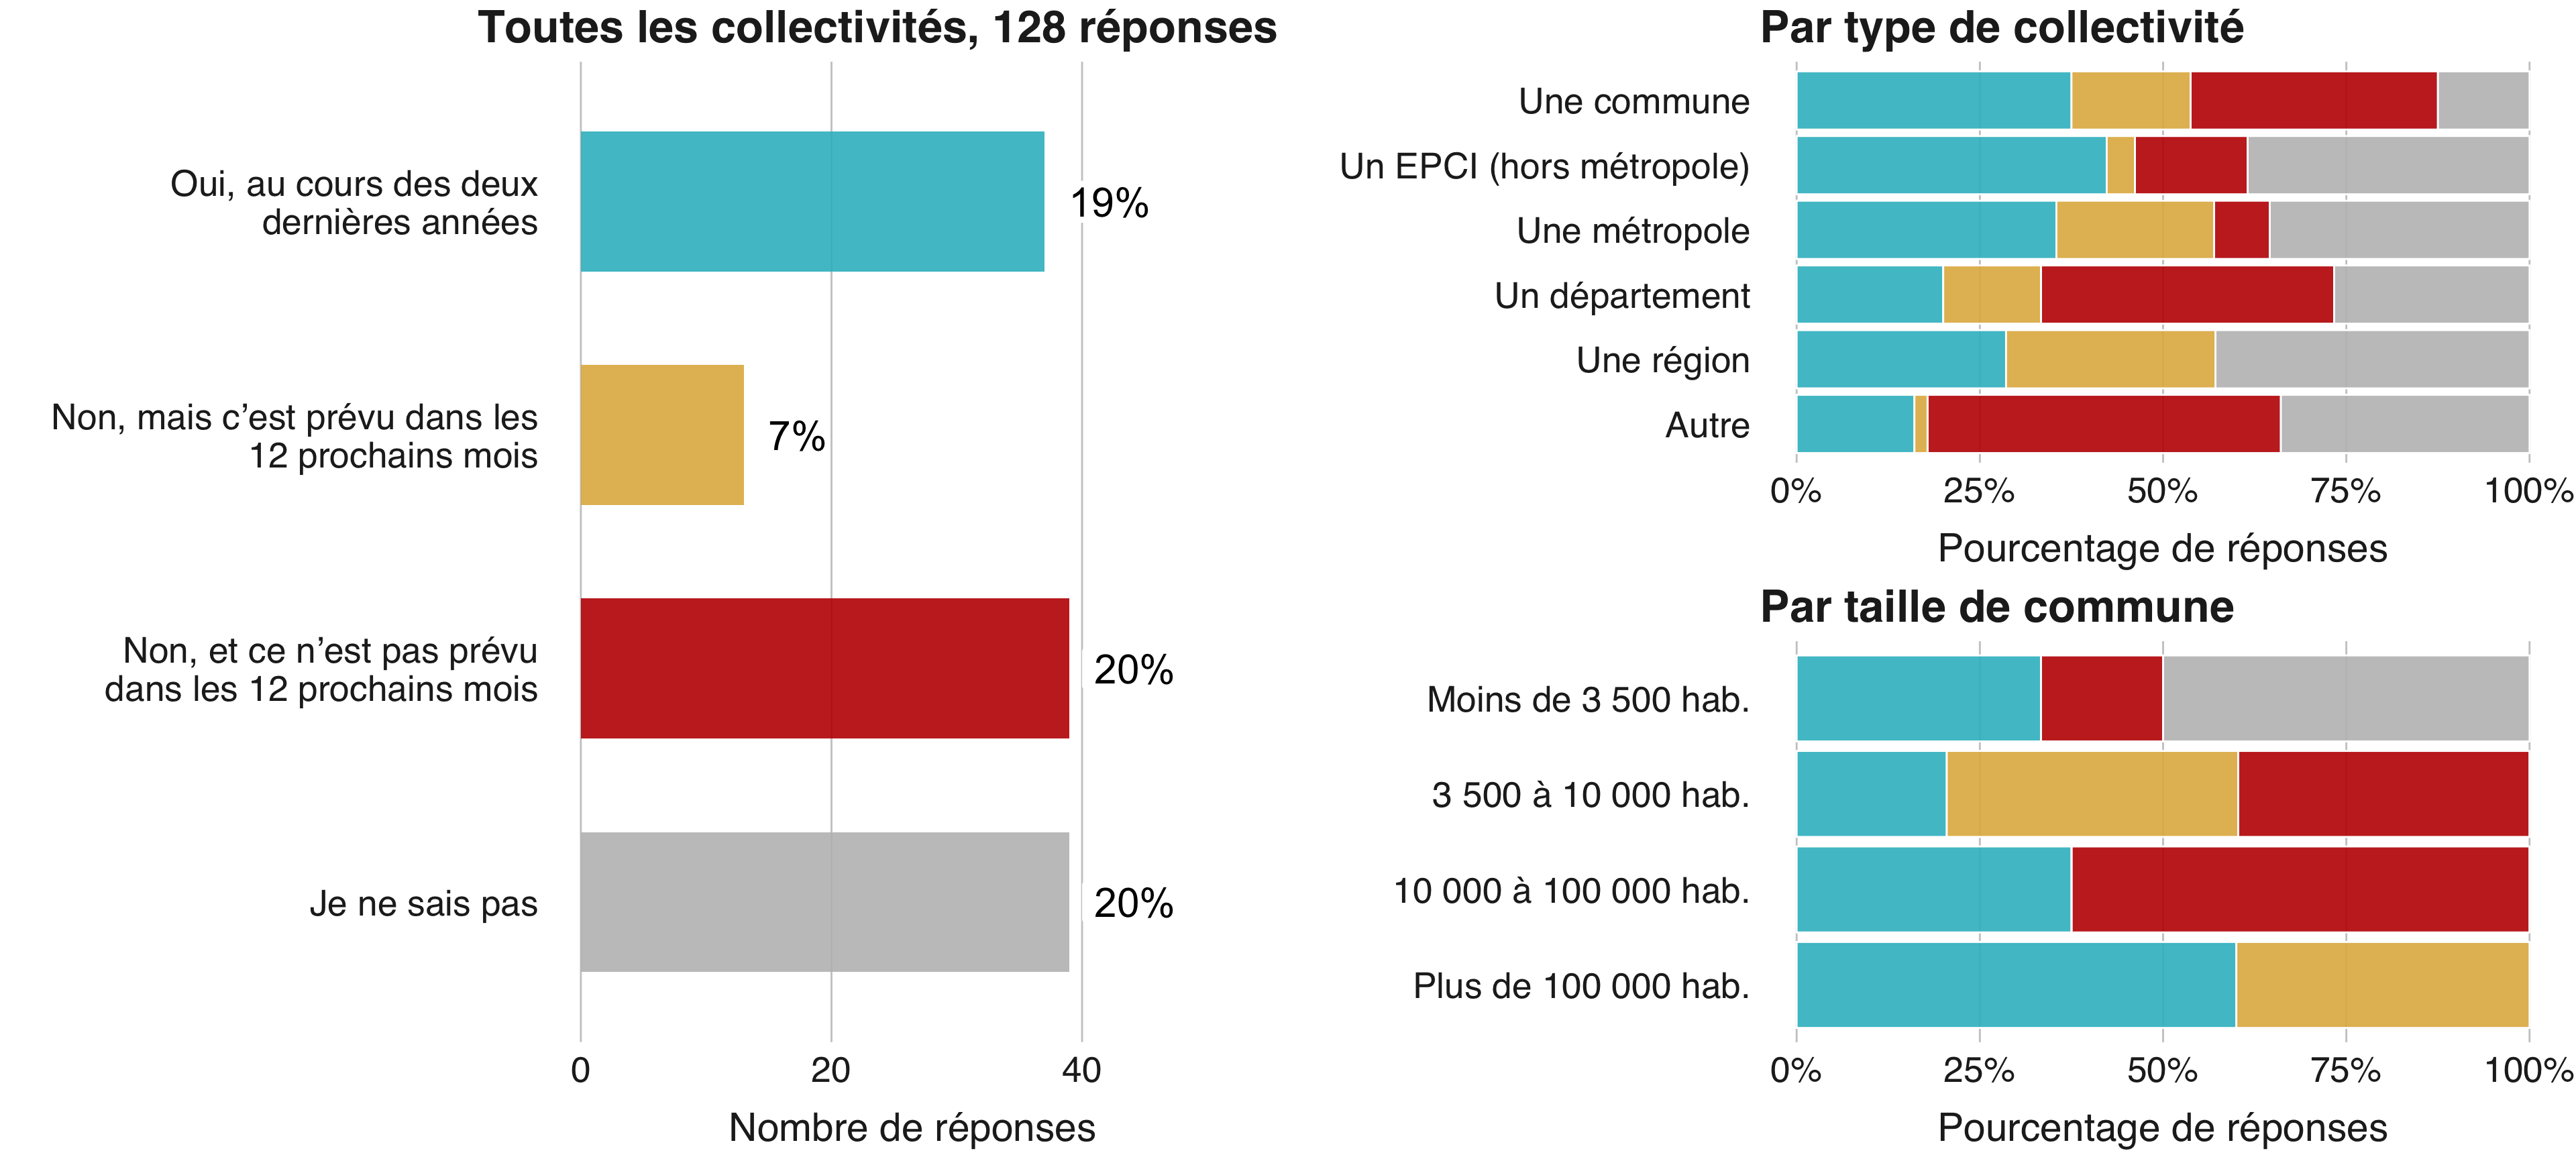 Toutes les collectivités, 128 réponses
Oui, au cours des deux
dernières années
19%
Non, mais c’est prévu dans les
12 prochains mois
7%
Non, et ce n’est pas prévu
dans les 12 prochains mois
20%
Je ne sais pas
20%
0 20 40
Nombre de réponses
Par type de collectivité
Une commune
Un EPCI (hors métropole)
Une métropole
Un département
Une région
Autre
0% 25% 50% 75% 100%
Pourcentage de réponses
Par taille de commune
Moins de 3 500 hab.
3 500 à 10 000 hab.
10 000 à 100 000 hab.
Plus de 100 000 hab.
0% 25% 50% 75% 100%
Pourcentage de réponses